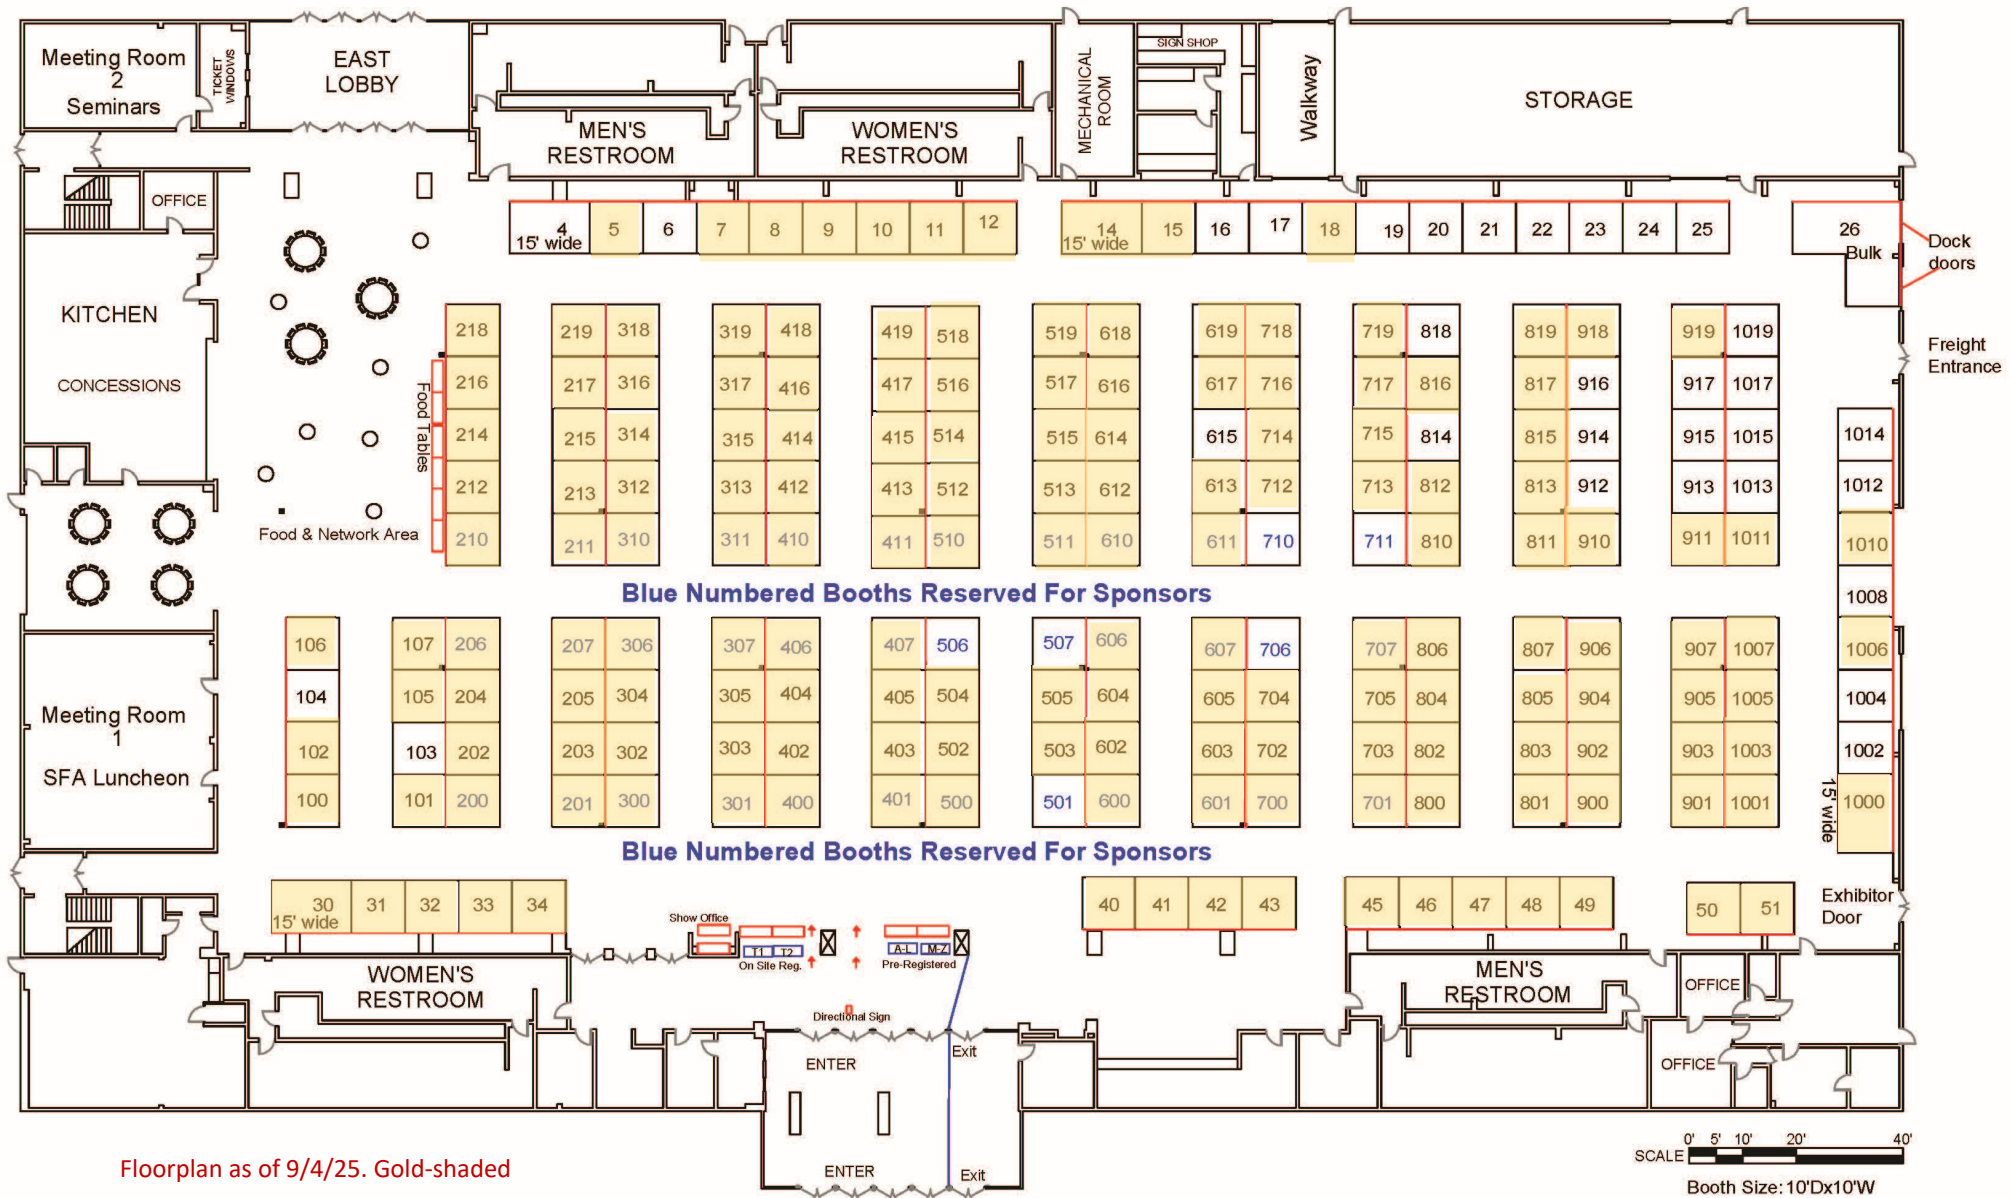 Meeting Room
2
Seminars
TICKET
WINDOWS
EAST
LOBBY
MEN'S
RESTROOM
WOMEN'S
RESTROOM
MECHANICAL
ROOM
SIGN SHOP
Walkway
STORAGE
OFFICE
4
15' wide
5 6 7 8 9 10 11 12
14
15' wide
15 16 17 18 19 20 21 22 23 24 25
26
Bulk
Dock
doors
KITCHEN
CONCESSIONS
Food Tables
Food & Network Area
Freight
Entrance
218 219 318 319 418 419 518 519 618 619 718 719 818 819 918 919 1019
216 217 316 317 416 417 516 517 616 617 716 717 816 817 916 917 1017
214 215 314 315 414 415 514 515 614 615 714 715 814 815 914 915 1015 1014
212 213 312 313 412 413 512 513 612 613 712 713 812 813 912 913 1013 1012
210 211 310 311 410 411 510 511 610 611 710 711 810 811 910 911 1011 1010
Blue Numbered Booths Reserved For Sponsors
1008
106 107 206 207 306 307 406 407 506 507 606 607 706 707 806 807 906 907 1007 1006
104 105 204 205 304 305 404 405 504 505 604 605 704 705 804 805 904 905 1005 1004
102 103 202 203 302 303 402 403 502 503 602 603 702 703 802 803 902 903 1003 1002
100 101 200 201 300 301 400 401 500 501 600 601 700 701 800 801 900 901 1001 1000
15' wide
Meeting Room
1
SFA Luncheon
Blue Numbered Booths Reserved For Sponsors
30
15' wide
31 32 33 34
Show Office
T1 T2
On Site Reg.
A-L M-Z
Pre-Registered
40 41 42 43
45 46 47 48 49
50 51
Exhibitor
Door
WOMEN'S
RESTROOM
MEN'S
RESTROOM
OFFICE
OFFICE
Directional Sign
ENTER
Exit
ENTER
Exit
Floorplan as of 9/4/25. Gold-shaded
0' 5' 10' 20' 40'
SCALE
Booth Size: 10'Dx10'W